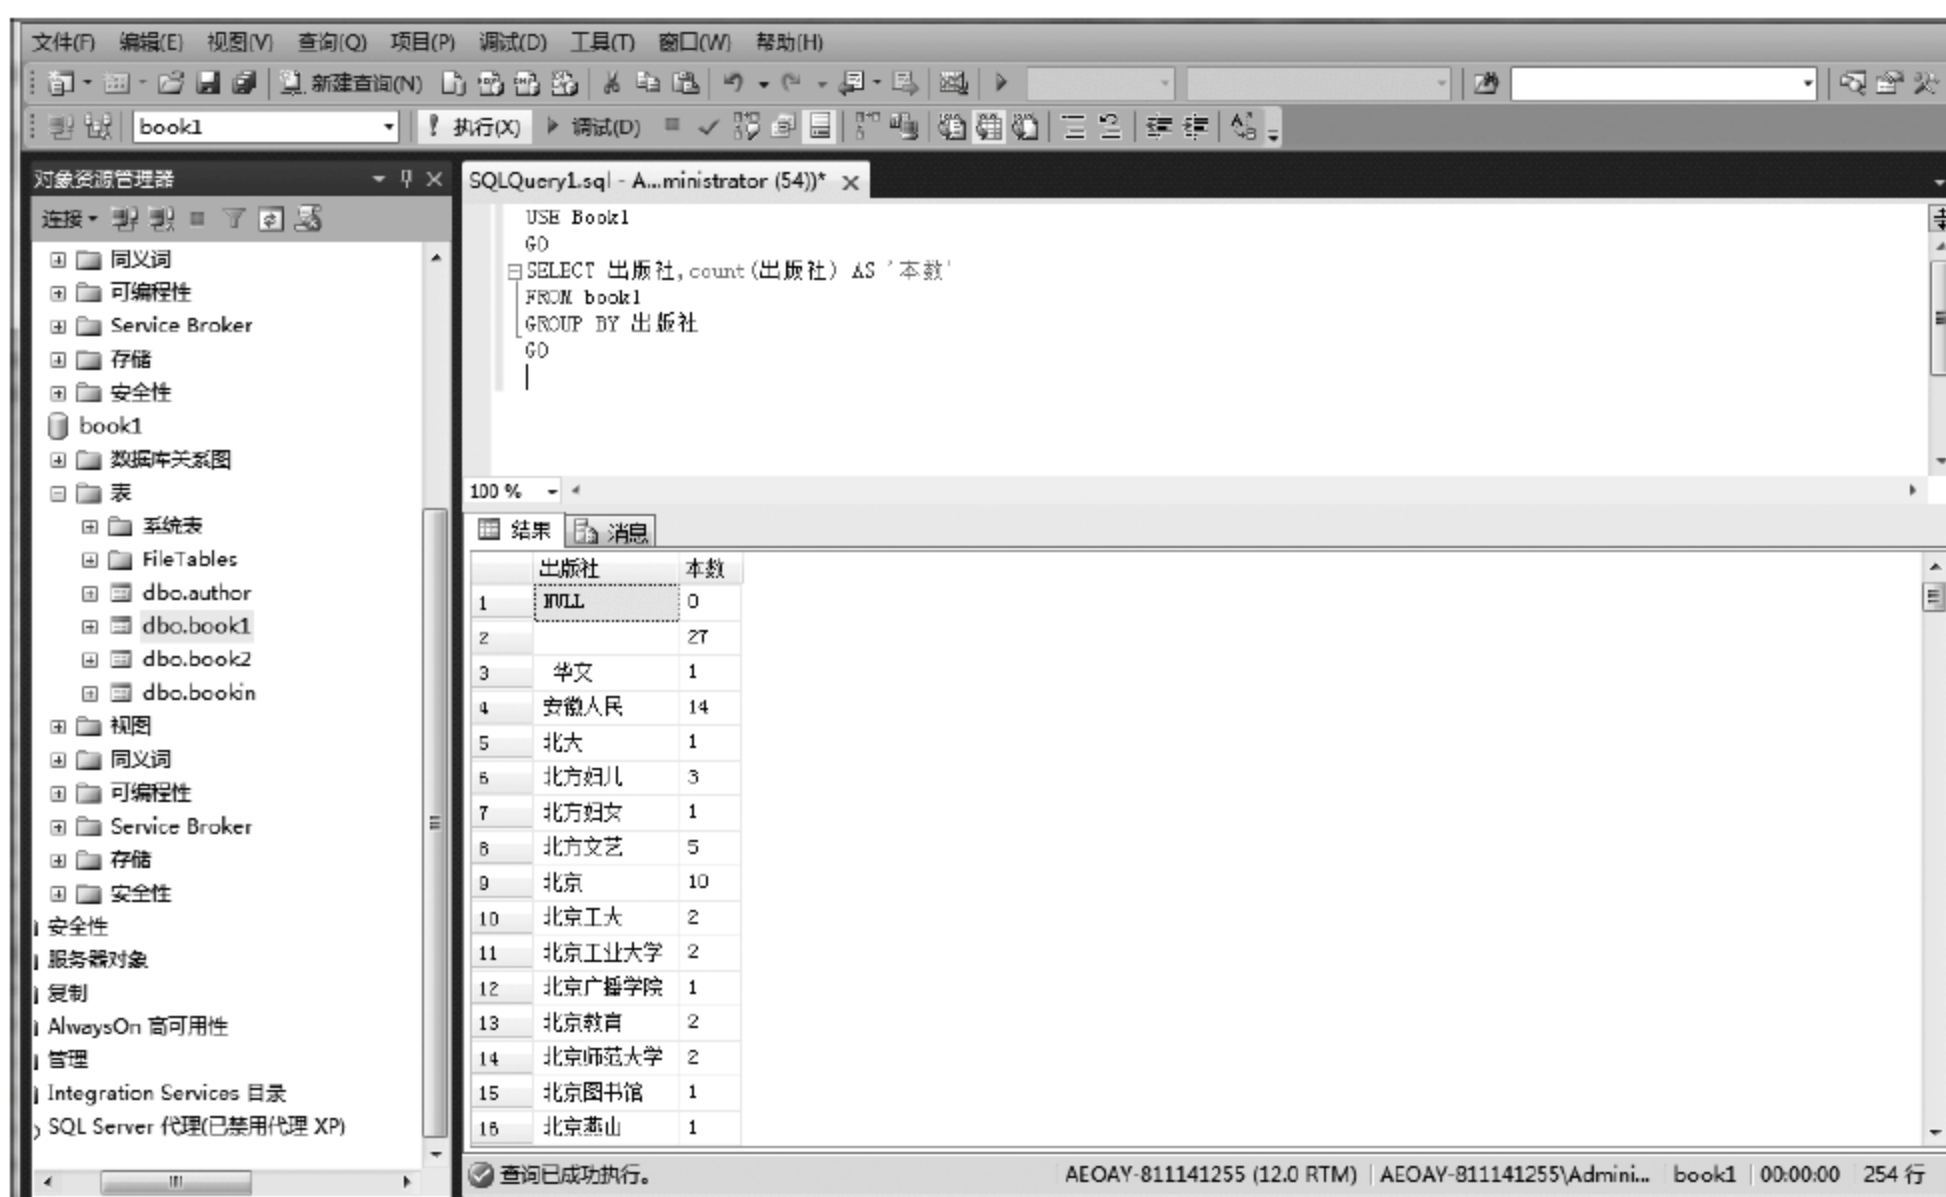 文件(F) 编辑(E) 视图(V) 查询(Q) 项目(P) 调试(D) 工具(T) 窗口(W) 帮助(H)
新建查询(N)
book1 执行(X) 调试(D)
对象资源管理器
连接
同义词
可编程性
Service Broker
存储
安全性
book1
数据库关系图
表
系统表
FileTables
dbo.author
dbo.book1
dbo.book2
dbo.bookin
视图
同义词
可编程性
Service Broker
存储
安全性
安全性
服务器对象
复制
AlwaysOn 高可用性
管理
Integration Services 目录
SQL Server 代理(已禁用代理 XP)
SQLQuery1.sql - A...ministrator (54))*
USE Book1
GO
SELECT 出版社,count(出版社) AS '本数'
FROM book1
GROUP BY 出版社
GO
100 %
结果 消息
出版社 本数
1 NULL 0
2 27
3 华文 1
4 安徽人民 14
5 北大 1
6 北方妇儿 3
7 北方妇女 1
8 北方文艺 5
9 北京 10
10 北京工大 2
11 北京工业大学 2
12 北京广播学院 1
13 北京教育 2
14 北京师范大学 2
15 北京图书馆 1
16 北京燕山 1
查询已成功执行。 AEOAY-811141255 (12.0 RTM) AEOAY-811141255\Admini... book1 00:00:00 254 行